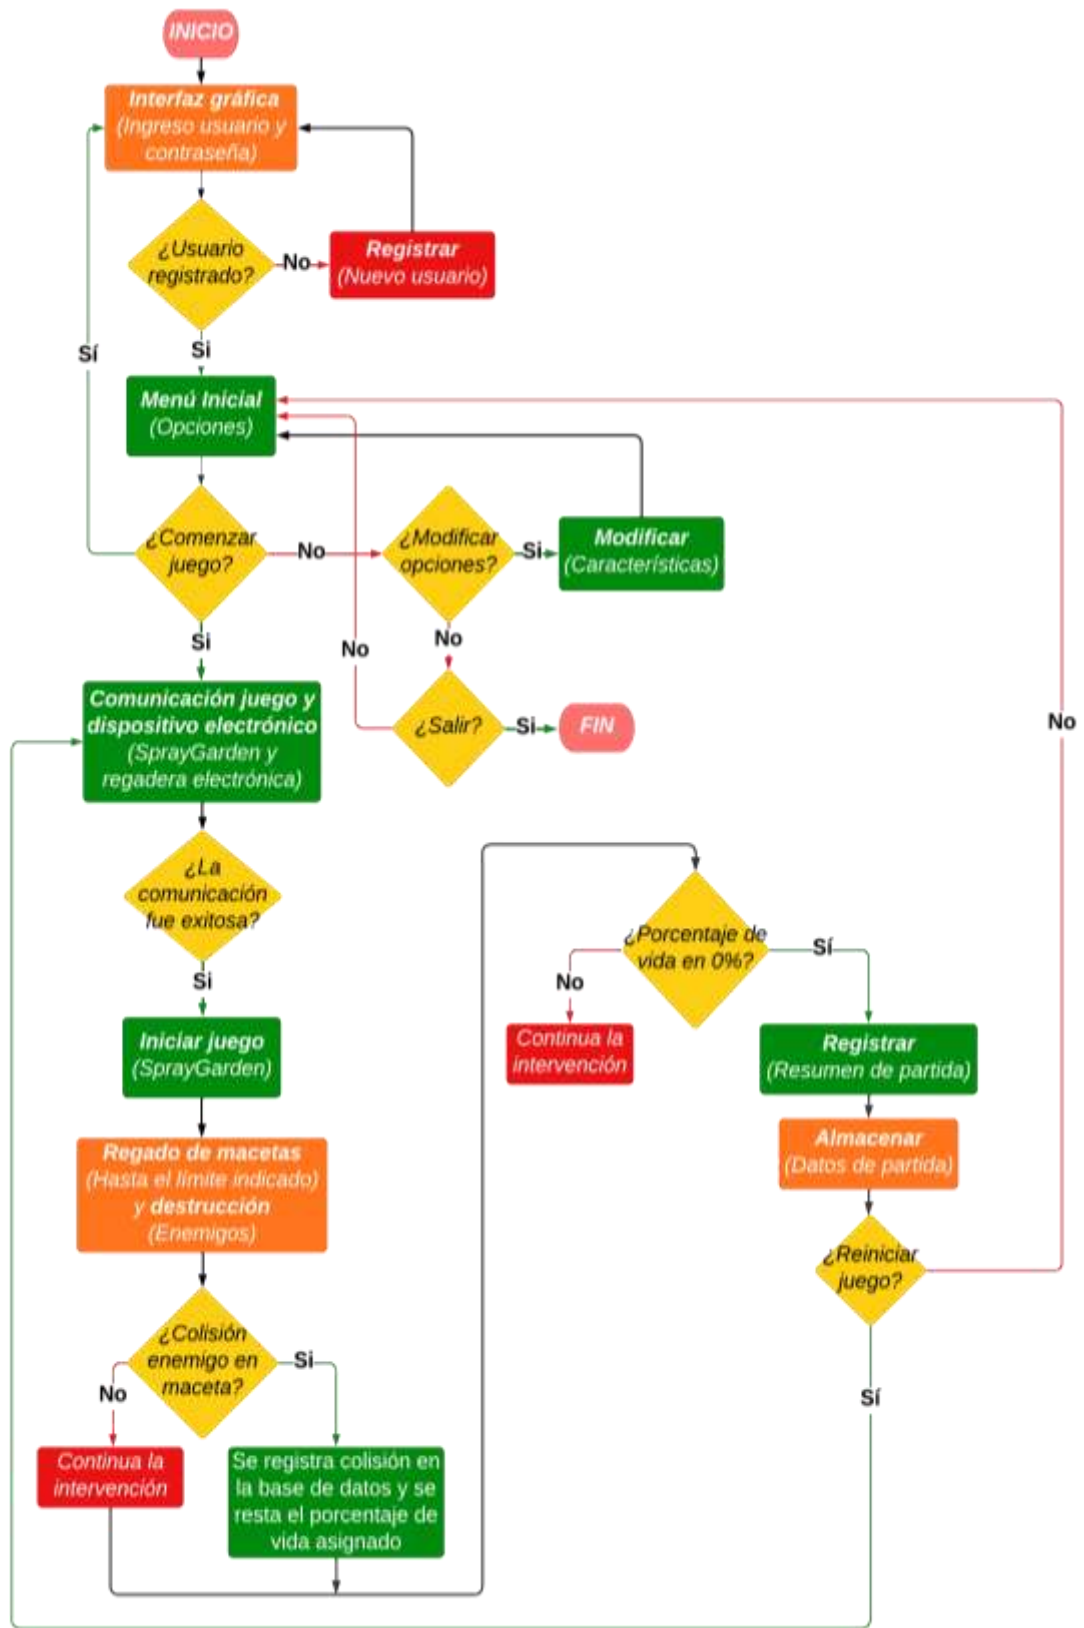 INICIO
Interfaz gráfica
(Ingreso usuario y
contraseña)
¿Usuario
registrado?
No
Registrar
(Nuevo usuario)
Si
Sí
Menú Inicial
(Opciones)
¿Comenzar
juego?
No
¿Modificar
opciones?
Si
Modificar
(Características)
Si
No
No
Comunicación juego y
dispositivo electrónico
(SprayGarden y
regadera electrónica)
¿Salir?
Si
FIN
No
¿La
comunicación
fue exitosa?
Si
Iniciar juego
(SprayGarden)
Regado de macetas
(Hasta el límite indicado)
y destrucción
(Enemigos)
¿Colisión
enemigo en
maceta?
No
Si
Continua la
intervención
Se registra colisión en
la base de datos y se
resta el porcentaje de
vida asignado
¿Porcentaje de
vida en 0%?
No
Sí
Continua la
intervención
Registrar
(Resumen de partida)
Almacenar
(Datos de partida)
¿Reiniciar
juego?
Sí